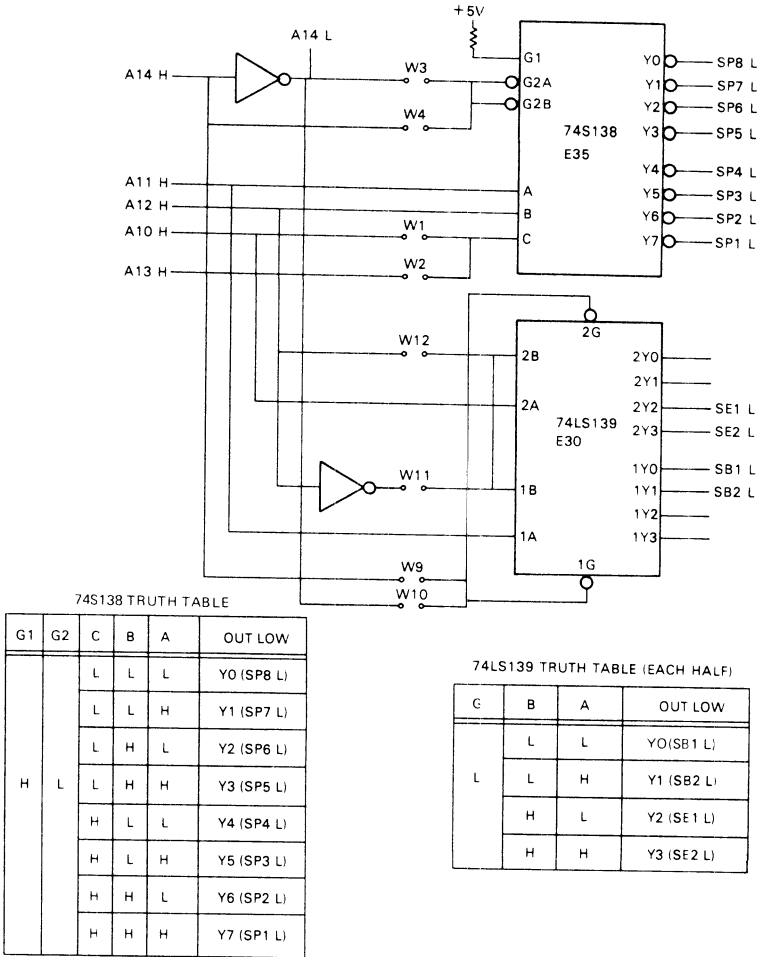 +5V
A14 L
A14 H
W3
G1
G2A
G2B
W4
74S138
E35
Y0 SP8 L
Y1 SP7 L
Y2 SP6 L
Y3 SP5 L
Y4 SP4 L
Y5 SP3 L
Y6 SP2 L
Y7 SP1 L
A11 H
A
A12 H
B
A10 H
W1
C
A13 H
W2
2G
W12
2B
2A
74LS139
E30
2Y0
2Y1
2Y2 SE1 L
2Y3 SE2 L
1Y0 SB1 L
1Y1 SB2 L
1Y2
1Y3
W11
1B
1A
1G
W9
W10
74S138 TRUTH TABLE
G1 G2 C B A OUT LOW
L L L Y0 (SP8 L)
L L H Y1 (SP7 L)
L H L Y2 (SP6 L)
H L L H H Y3 (SP5 L)
H L L Y4 (SP4 L)
H L H Y5 (SP3 L)
H H L Y6 (SP2 L)
H H H Y7 (SP1 L)
74LS139 TRUTH TABLE (EACH HALF)
G B A OUT LOW
L L Y0(SB1 L)
L L H Y1 (SB2 L)
H L Y2 (SE1 L)
H H Y3 (SE2 L)